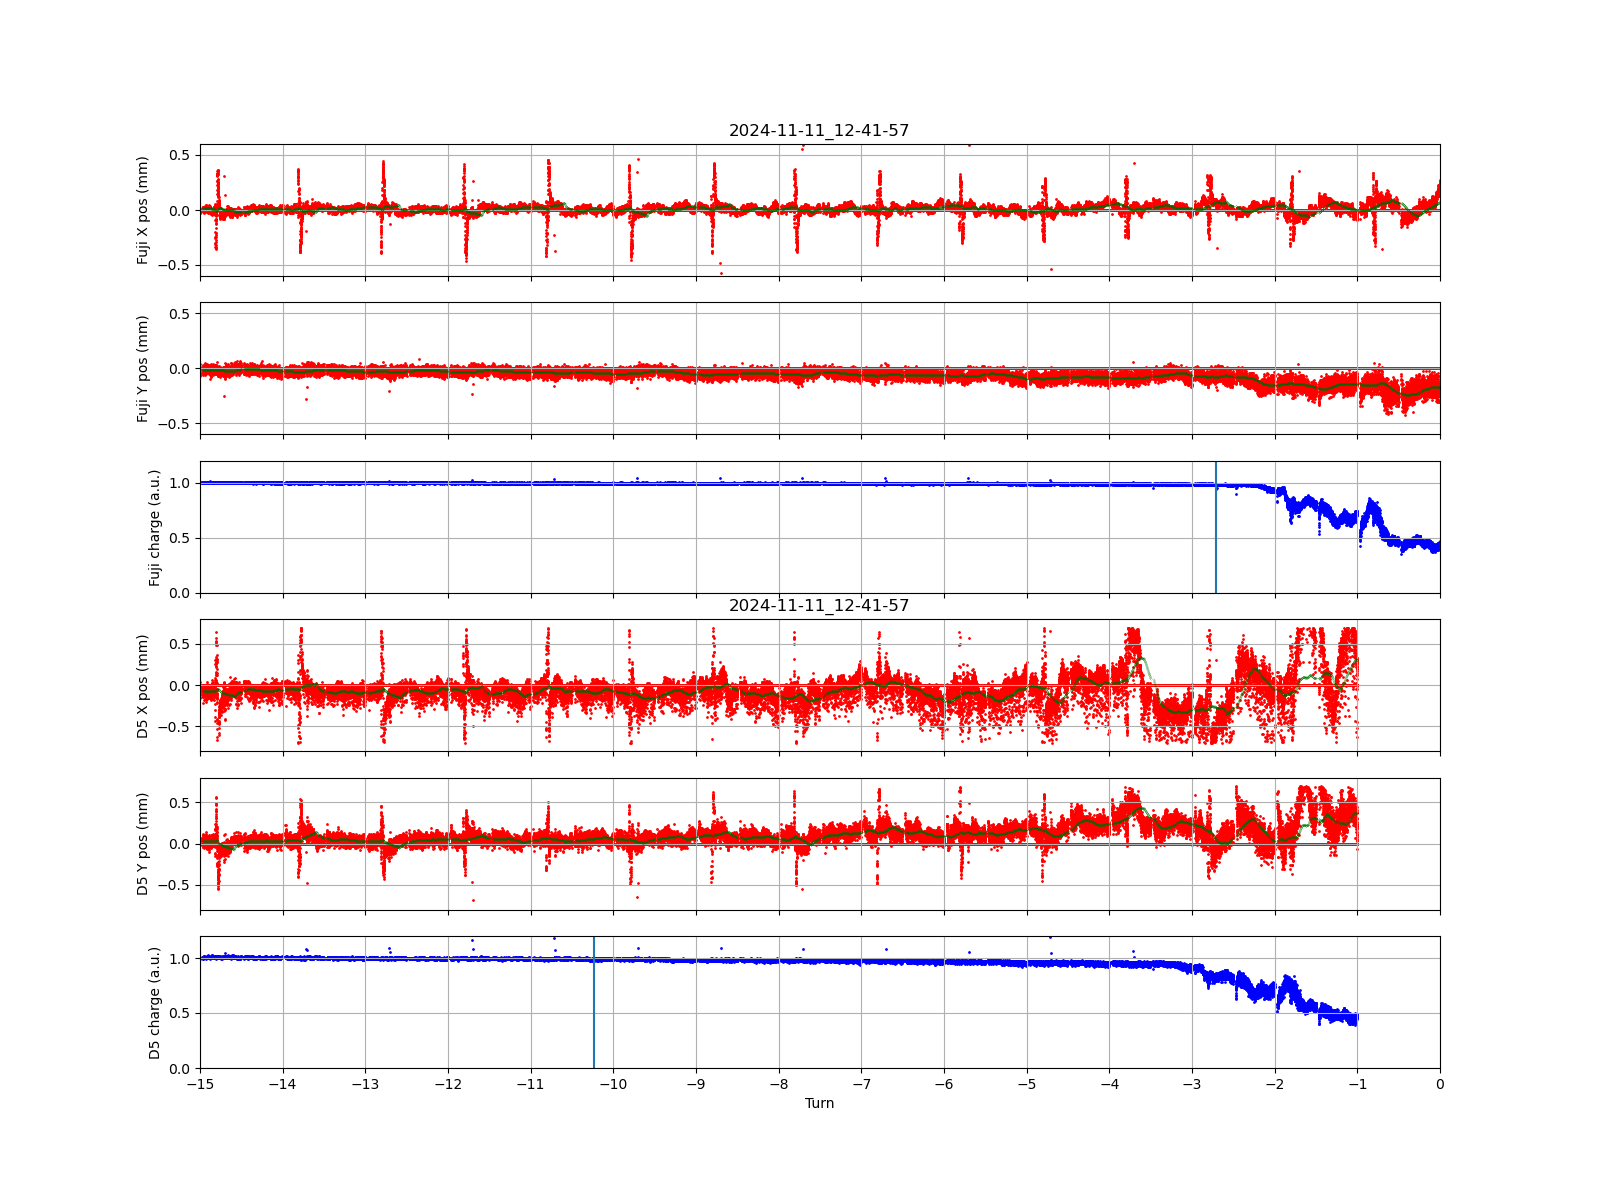 2024-11-11_12-41-57
Fuji X pos (mm)
0.5
0.0
−0.5
Fuji Y pos (mm)
0.5
0.0
−0.5
Fuji charge (a.u.)
1.0
0.5
0.0
2024-11-11_12-41-57
D5 X pos (mm)
0.5
0.0
−0.5
D5 Y pos (mm)
0.5
0.0
−0.5
D5 charge (a.u.)
1.0
0.5
0.0
−15 −14 −13 −12 −11 −10 −9 −8 −7 −6 −5 −4 −3 −2 −1 0
Turn